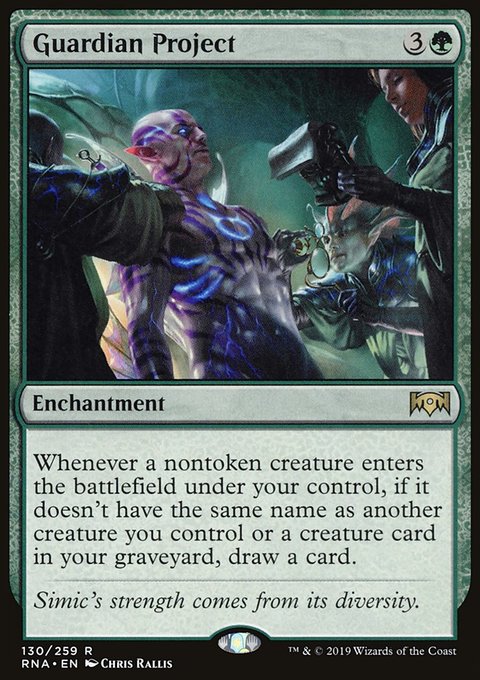 Guardian Project 3
Enchantment
Whenever a nontoken creature enters
the battlefield under your control, if it
doesn't have the same name as another
creature you control or a creature card
in your graveyard, draw a card.
Simic's strength comes from its diversity.
130/259 R
RNA • EN Chris Rallis
™ & © 2019 Wizards of the Coast